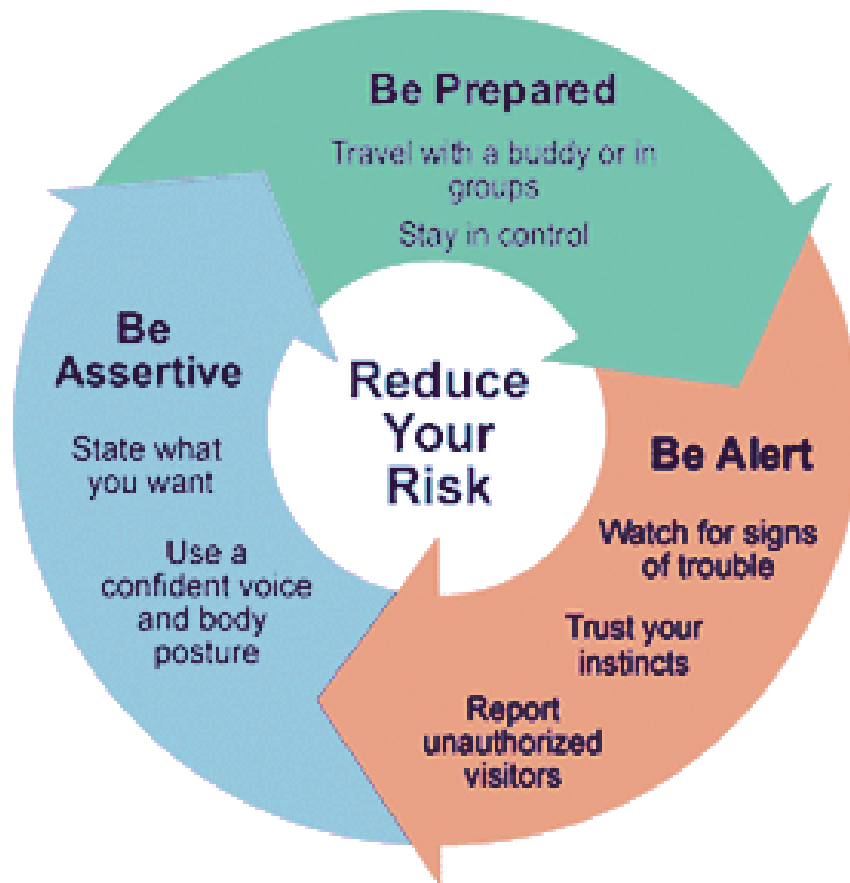 Be Prepared
Travel with a buddy or in
groups
Stay in control
Be Alert
Watch for signs
of trouble
Trust your
instincts
Report
unauthorized
visitors
Be
Assertive
State what
you want
Use a
confident voice
and body
posture
Reduce
Your
Risk